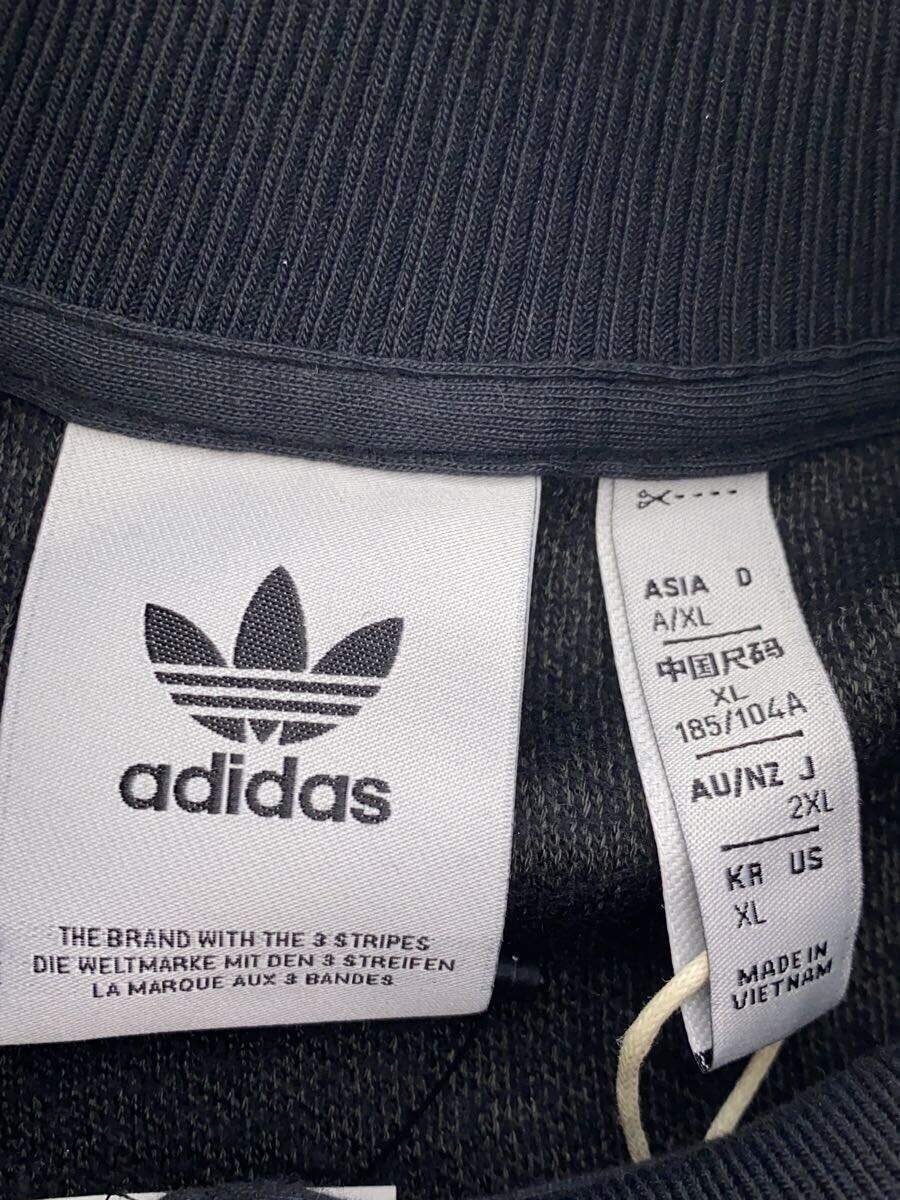 adidas
THE BRAND WITH THE 3 STRIPES
DIE WELTMARKE MIT DEN 3 STREIFEN
LA MARQUE AUX 3 BANDES
ASIA D
A/XL
中国尺码
XL
185/104A
AU/NZ J
2XL
KR US
XL
MADE IN
VIETNAM